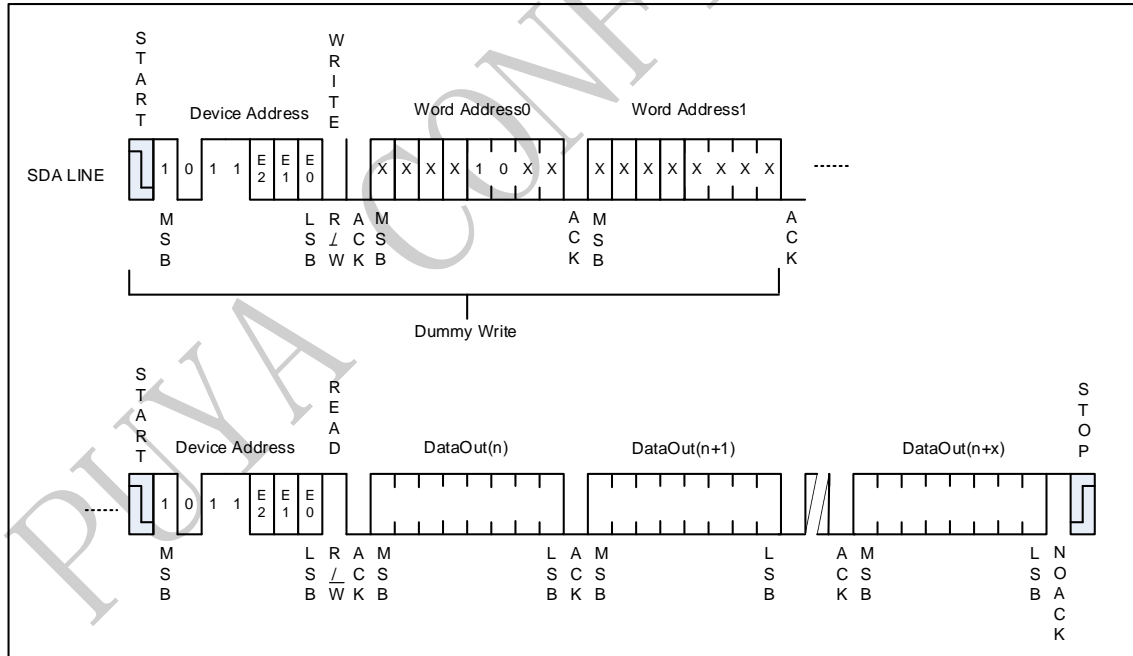 START
WRITE
Device Address
Word Address0
Word Address1
SDA LINE
1 0 1 1 E2 E1 E0
X X X X 1 0 X X
X X X X X X X X
MSB
LSB
R/W
ACK
MSB
ACK
MSB
ACK
Dummy Write
START
READ
STOP
Device Address
DataOut(n)
DataOut(n+1)
DataOut(n+x)
1 0 1 1 E2 E1 E0
MSB
LSB
R/W
ACK
MSB
LSB
ACK
MSB
LSB
ACK
MSB
LSB
NOACK
PUYA CONF